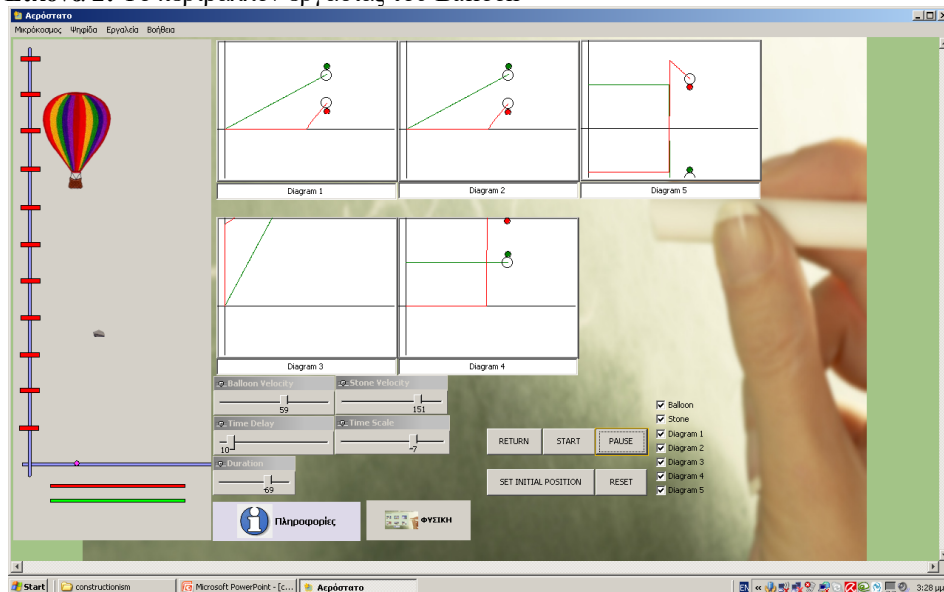 Αερόστατο
Μικρόκοσμος Ψηφίδα Εργαλεία Βοήθεια
Diagram 1
Diagram 2
Diagram 5
Diagram 3
Diagram 4
Balloon Velocity
59
Stone Velocity
151
Time Delay
10
Time Scale
-7
Duration
69
RETURN
START
PAUSE
SET INITIAL POSITION
RESET
Balloon
Stone
Diagram 1
Diagram 2
Diagram 3
Diagram 4
Diagram 5
Πληροφορίες
ΦΥΣΙΚΗ
Start
constructionism
Microsoft PowerPoint - [c...
Αερόστατο
EN
3:28 μμ